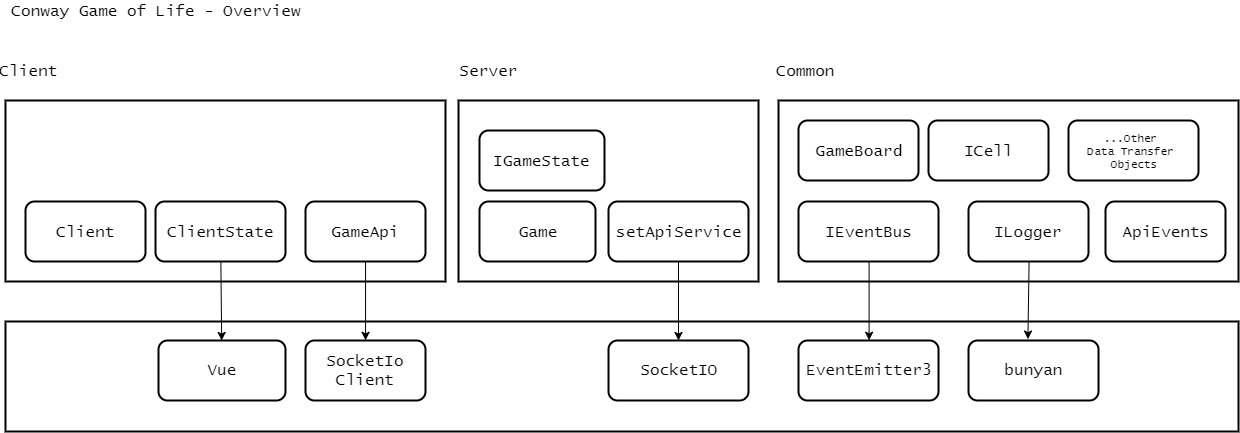 Conway Game of Life - Overview
Client
Server
Common
IGameState
GameBoard
ICell
...Other
Data Transfer
Objects
Client
ClientState
GameApi
Game
setApiService
IEventBus
ILogger
ApiEvents
Vue
SocketIo
Client
SocketIO
EventEmitter3
bunyan